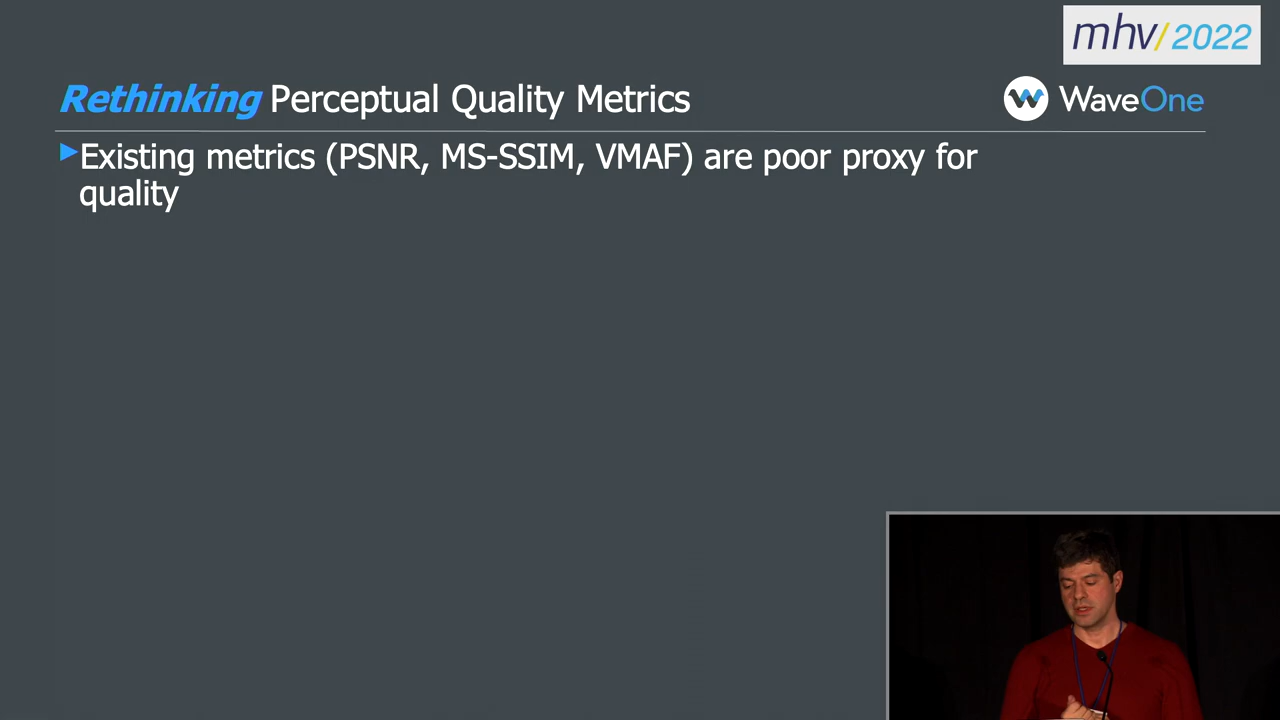 mhv/2022
Rethinking Perceptual Quality Metrics
WaveOne
Existing metrics (PSNR, MS-SSIM, VMAF) are poor proxy for
quality